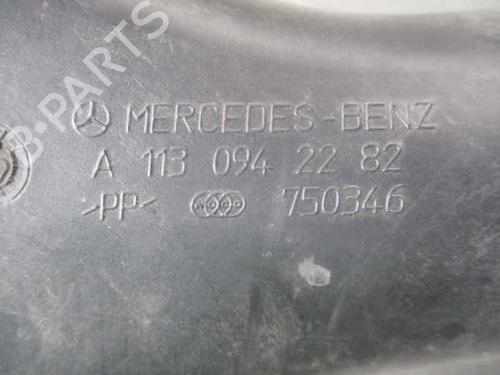 B-PARTS
MERCEDES-BENZ
A 113 094 22 82
>PP< 750346